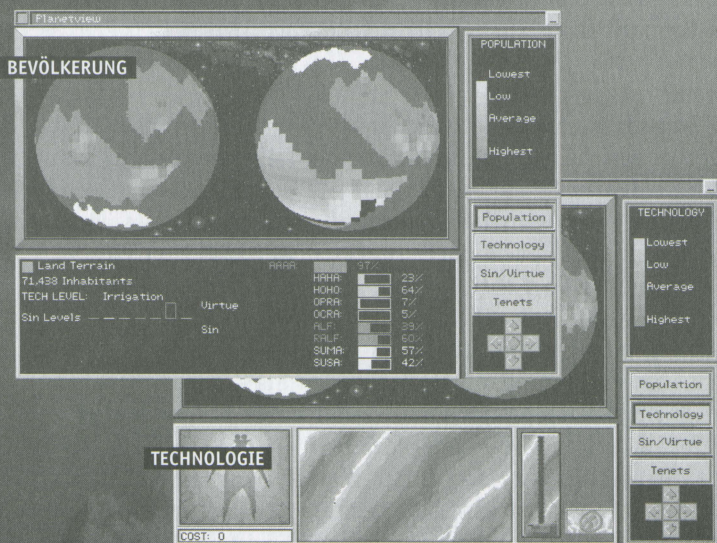 Planetview
BEVÖLKERUNG
POPULATION
Lowest
Low
Average
Highest
Population
Technology
Sin/Virtue
Tenets
Land Terrain
71.438 Inhabitants
TECH LEVEL: Irrigation
Sin Levels
Virtue
Sin
AAAA: 97%
HAHA: 23%
HOHO: 64%
OPRA: 7%
OCRA: 5%
ALF: 39%
RALF: 60%
SUMA: 57%
SUSA: 42%
TECHNOLOGY
Lowest
Low
Average
Highest
Population
Technology
Sin/Virtue
Tenets
TECHNOLOGIE
COST: 0